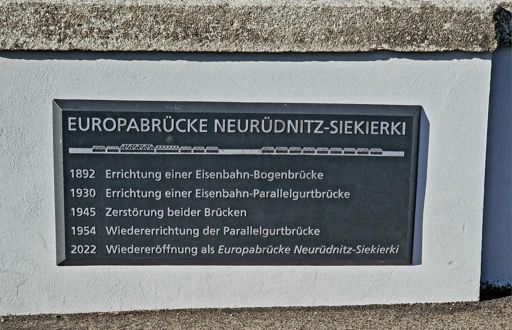 EUROPABRÜCKE NEURÜDNITZ-SIEKIERKI
1892 Errichtung einer Eisenbahn-Bogenbrücke
1930 Errichtung einer Eisenbahn-Parallelgurtbrücke
1945 Zerstörung beider Brücken
1954 Wiedererrichtung der Parallelgurtbrücke
2022 Wiedereröffnung als Europabrücke Neurüdnitz-Siekierki